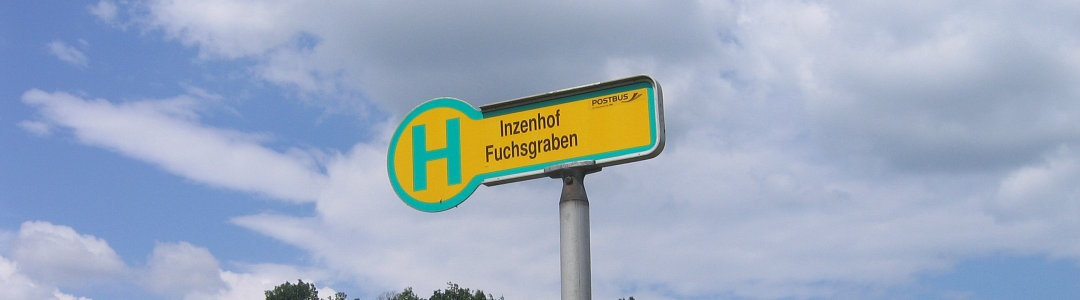 H
POSTBUS
Inzenhof
Fuchsgraben